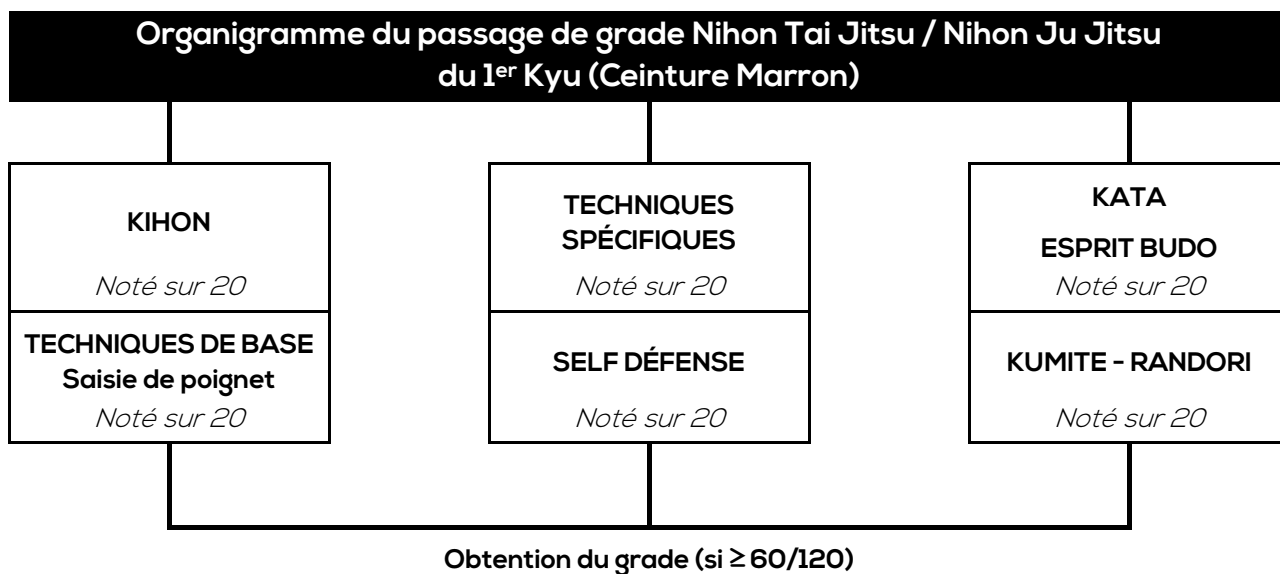 Organigramme du passage de grade Nihon Tai Jitsu / Nihon Ju Jitsu
du 1er Kyu (Ceinture Marron)
KIHON
Noté sur 20
TECHNIQUES DE BASE
Saisie de poignet
Noté sur 20
TECHNIQUES
SPÉCIFIQUES
Noté sur 20
SELF DÉFENSE
Noté sur 20
KATA
ESPRIT BUDO
Noté sur 20
KUMITE - RANDORI
Noté sur 20
Obtention du grade (si ≥ 60/120)